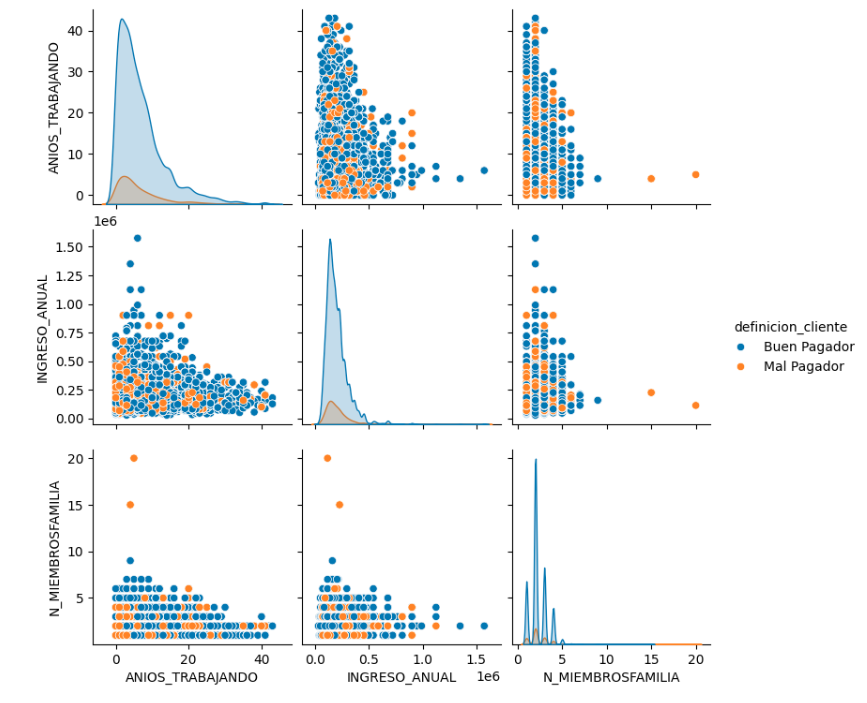 ANIOS_TRABAJANDO
40
30
20
10
0
1e6
INGRESO_ANUAL
1.50
1.25
1.00
0.75
0.50
0.25
0.00
definicion_cliente
Buen Pagador
Mal Pagador
N_MIEMBROSFAMILIA
20
15
10
5
0 20 40
0.0 0.5 1.0 1.5
0 5 10 15 20
ANIOS_TRABAJANDO
INGRESO_ANUAL
1e6
N_MIEMBROSFAMILIA